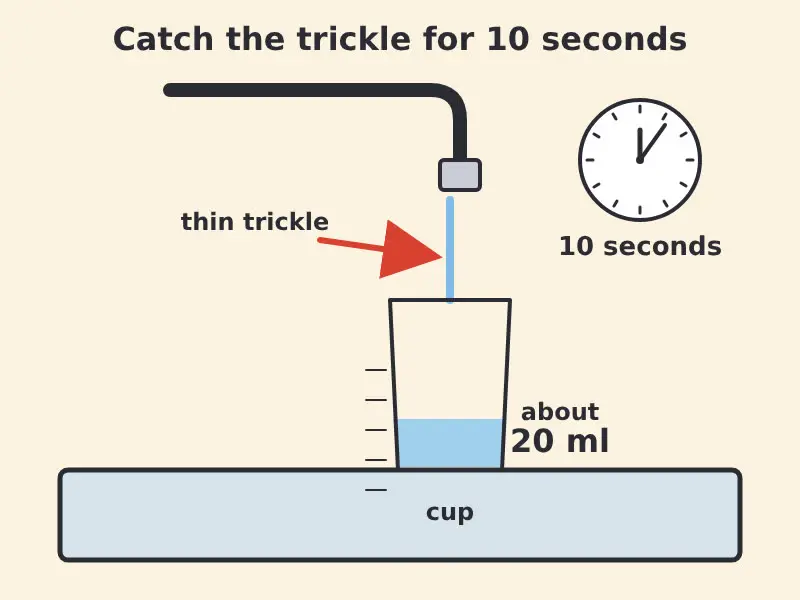 Catch the trickle for 10 seconds
thin trickle
10 seconds
about
20 ml
cup